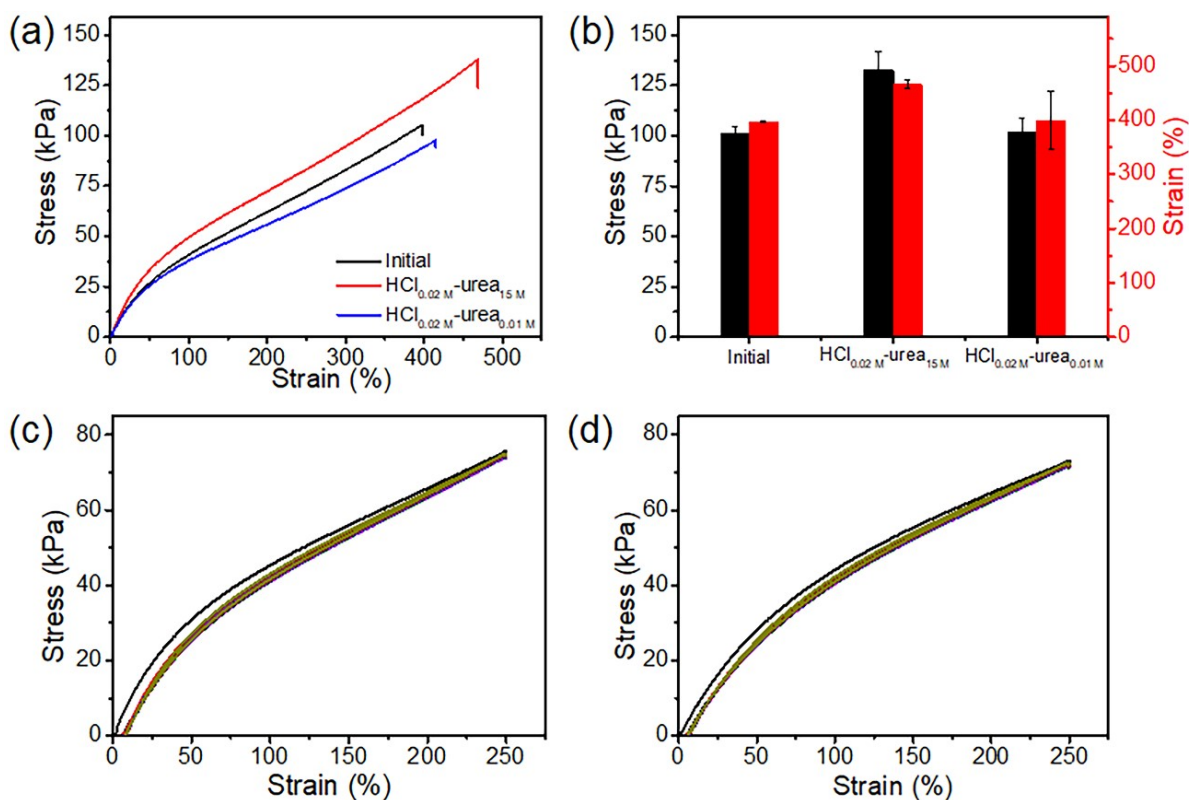 (a)
150
125
100
75
50
25
0
Stress (kPa)
0 100 200 300 400 500
Strain (%)
Initial
HCl0.02 M-urea15 M
HCl0.02 M-urea0.01 M
(b)
150
125
100
75
50
25
0
Stress (kPa)
500
400
300
200
100
0
Strain (%)
Initial HCl0.02 M-urea15 M HCl0.02 M-urea0.01 M
(c)
80
60
40
20
0
Stress (kPa)
0 50 100 150 200 250
Strain (%)
(d)
80
60
40
20
0
Stress (kPa)
0 50 100 150 200 250
Strain (%)